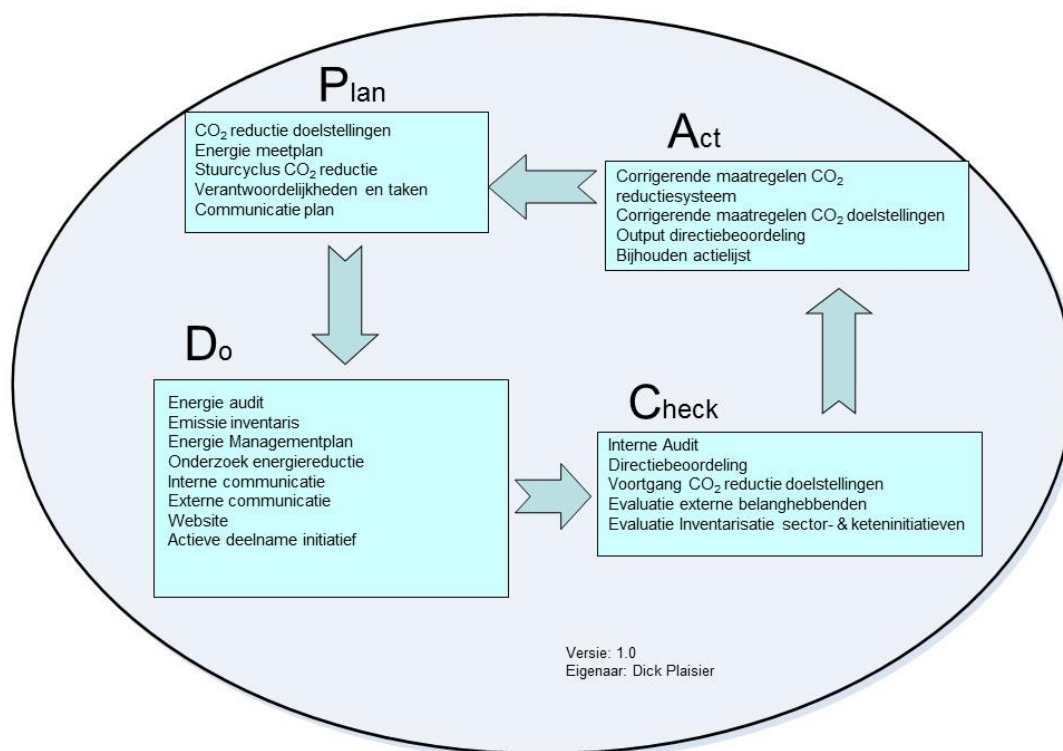 Plan
CO₂ reductie doelstellingen
Energie meetplan
Stuurcyclus CO₂ reductie
Verantwoordelijkheden en taken
Communicatie plan
Act
Corrigerende maatregelen CO₂
reductiesysteem
Corrigerende maatregelen CO₂ doelstellingen
Output directiebeoordeling
Bijhouden actielijst
Do
Energie audit
Emissie inventaris
Energie Managementplan
Onderzoek energiereductie
Interne communicatie
Externe communicatie
Website
Actieve deelname initiatief
Check
Interne Audit
Directiebeoordeling
Voortgang CO₂ reductie doelstellingen
Evaluatie externe belanghebbenden
Evaluatie Inventarisatie sector- & keteninitiatieven
Versie: 1.0
Eigenaar: Dick Plaisier